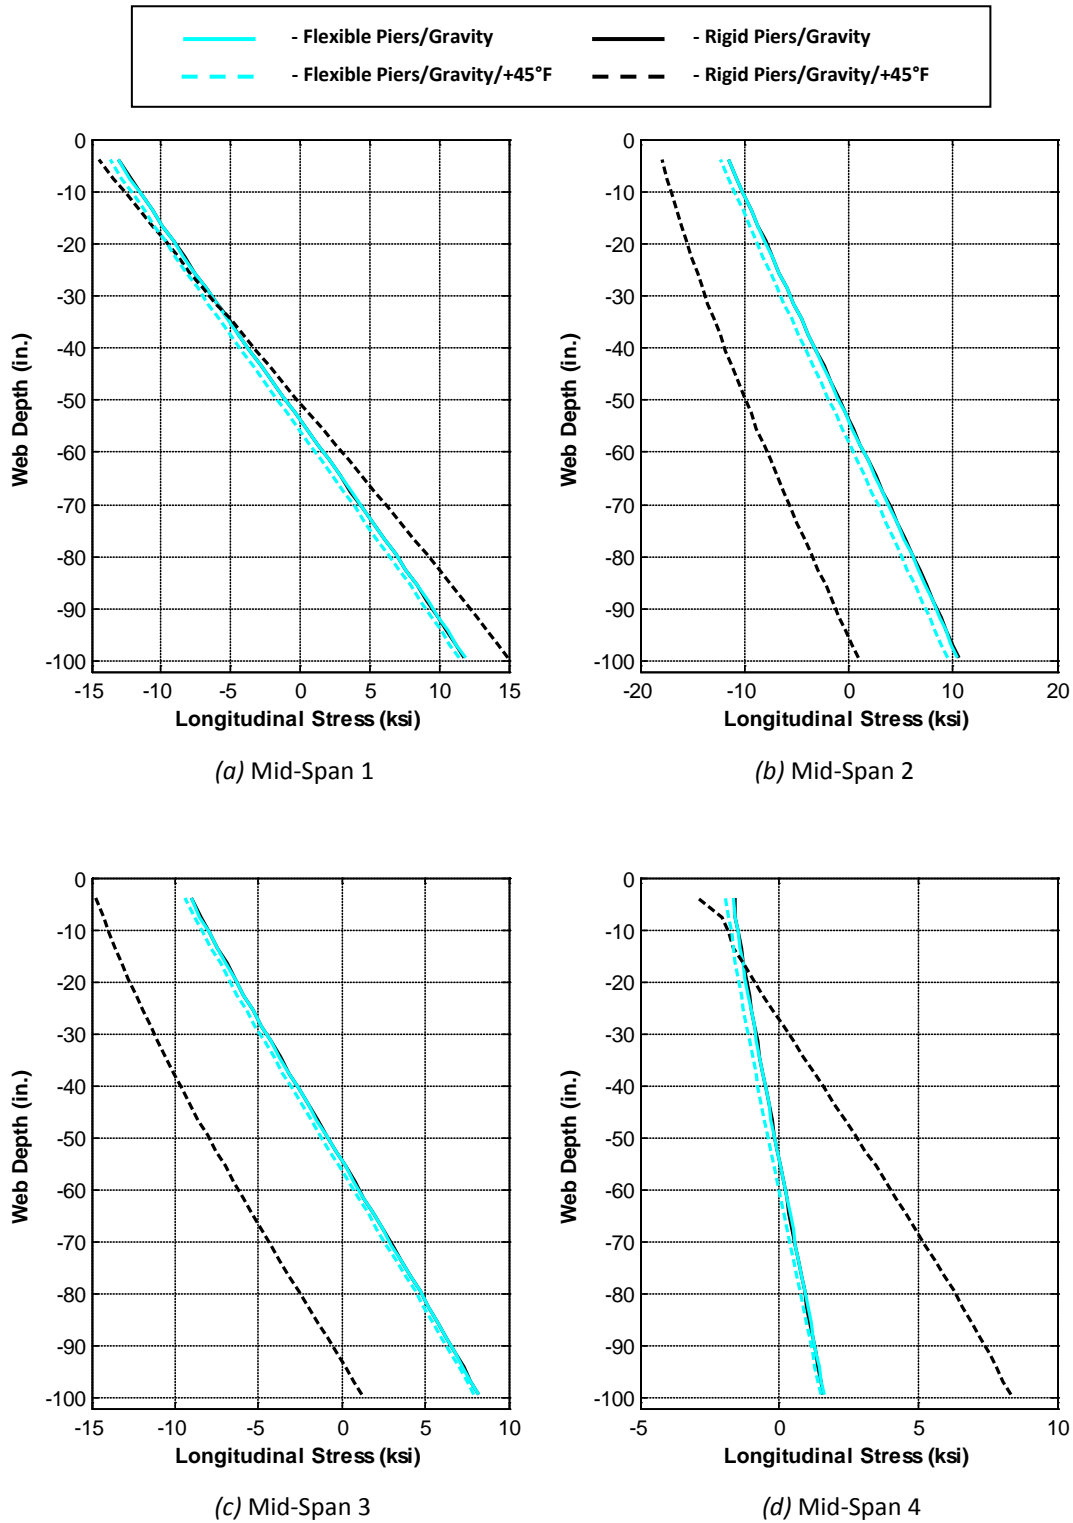 - Flexible Piers/Gravity - Rigid Piers/Gravity
- Flexible Piers/Gravity/+45°F - Rigid Piers/Gravity/+45°F
0
-10
-20
-30
-40
-50
-60
-70
-80
-90
-100
Web Depth (in.)
-15 -10 -5 0 5 10 15
Longitudinal Stress (ksi)
(a) Mid-Span 1
0
-10
-20
-30
-40
-50
-60
-70
-80
-90
-100
Web Depth (in.)
-20 -10 0 10 20
Longitudinal Stress (ksi)
(b) Mid-Span 2
0
-10
-20
-30
-40
-50
-60
-70
-80
-90
-100
Web Depth (in.)
-15 -10 -5 0 5 10
Longitudinal Stress (ksi)
(c) Mid-Span 3
0
-10
-20
-30
-40
-50
-60
-70
-80
-90
-100
Web Depth (in.)
-5 0 5 10
Longitudinal Stress (ksi)
(d) Mid-Span 4